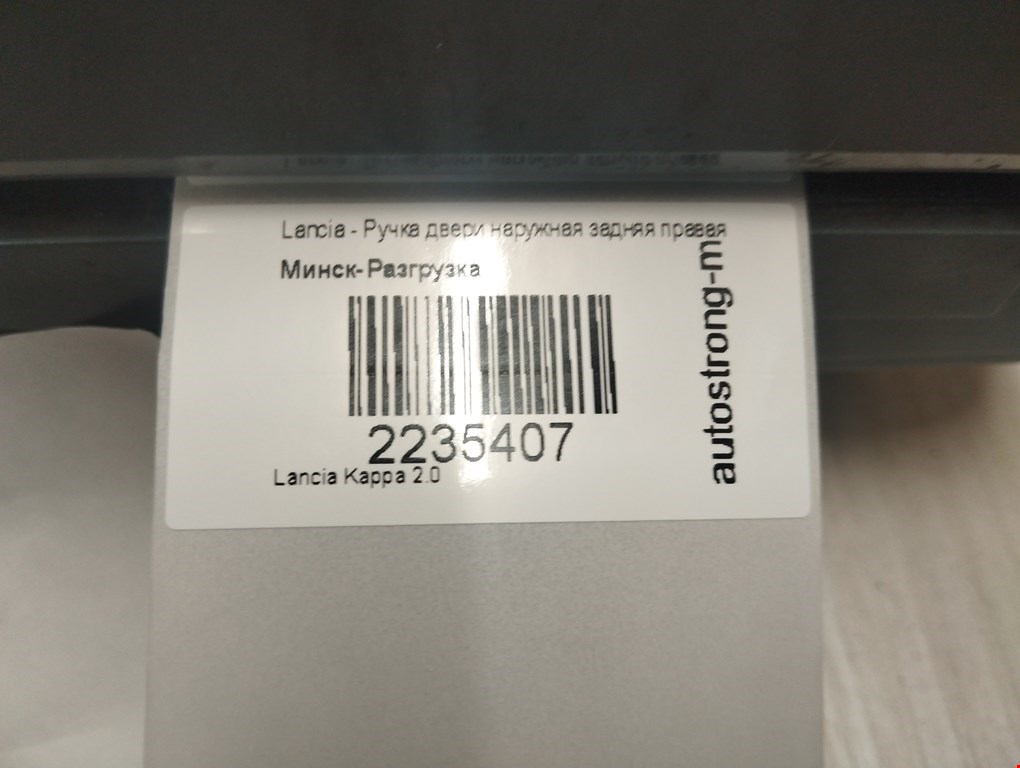 Lancia - Ручка двери наружная задняя правая
Минск-Разгрузка
2235407
Lancia Kappa 2.0
autostrong-m